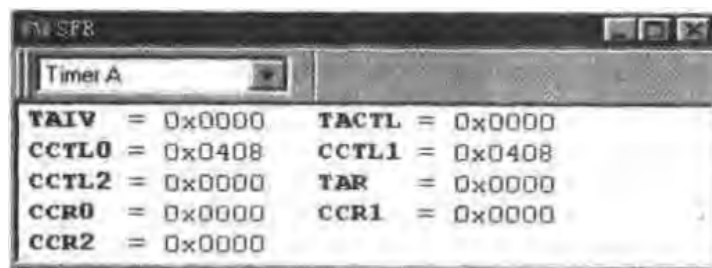 SFR
Timer A
TAIV = 0x0000 TACTL = 0x0000
CCTL0 = 0x0408 CCTL1 = 0x0408
CCTL2 = 0x0000 TAR = 0x0000
CCR0 = 0x0000 CCR1 = 0x0000
CCR2 = 0x0000